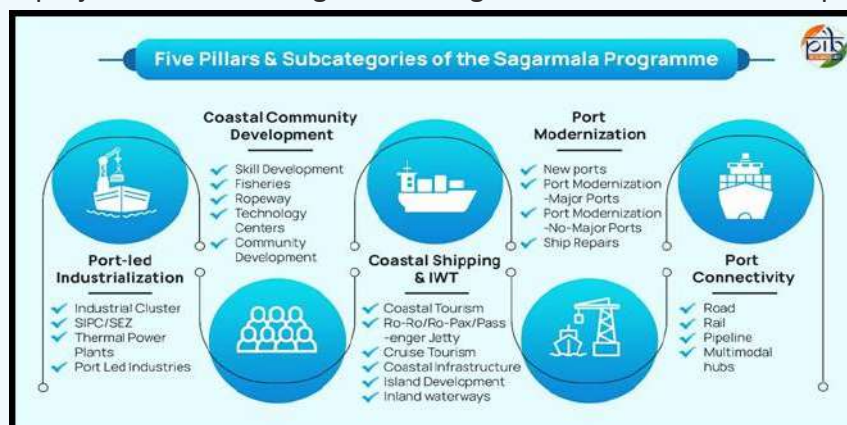 Five Pillars & Subcategories of the Sagarmala Programme
pib
Coastal Community
Development
Skill Development
Fisheries
Ropeway
Technology
Centers
Community
Development
Port
Modernization
New ports
Port Modernization
-Major Ports
Port Modernization
-No-Major Ports
Ship Repairs
Port-led
Industrialization
Industrial Cluster
SIPC/SEZ
Thermal Power
Plants
Port Led Industries
Coastal Shipping
& IWT
Coastal Tourism
Ro-Ro/Ro-Pax/Pass
-enger Jetty
Cruise Tourism
Coastal Infrastructure
Island Development
Inland waterways
Port
Connectivity
Road
Rail
Pipeline
Multimodal
hubs